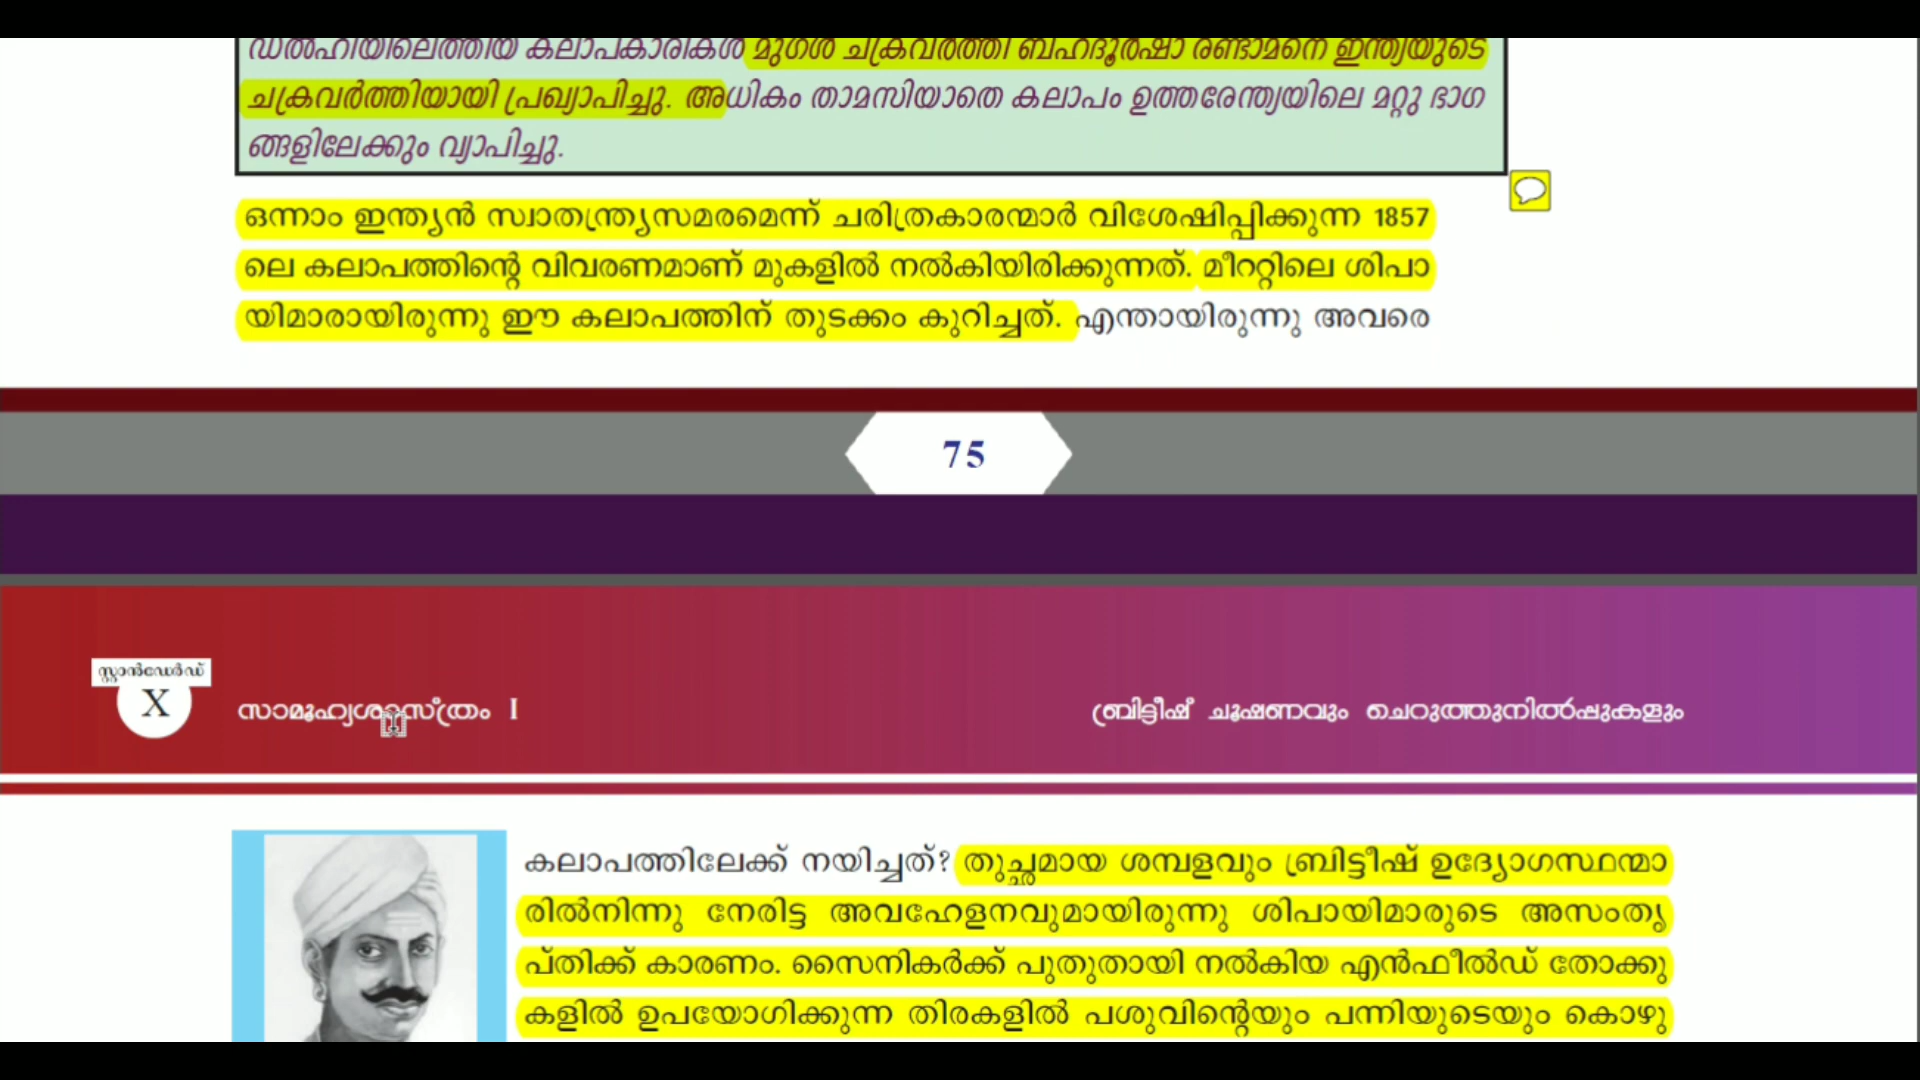 ഡൽഹിയിലെത്തിയ കലാപകാരികൾ മുഗൾ ചക്രവർത്തി ബഹദൂർഷാ രണ്ടാമനെ ഇന്ത്യയുടെ
ചക്രവർത്തിയായി പ്രഖ്യാപിച്ചു. അധികം താമസിയാതെ കലാപം ഉത്തരേന്ത്യയിലെ മറ്റു ഭാഗ
ങ്ങളിലേക്കും വ്യാപിച്ചു.
ഒന്നാം ഇന്ത്യൻ സ്വാതന്ത്ര്യസമരമെന്ന് ചരിത്രകാരന്മാർ വിശേഷിപ്പിക്കുന്ന 1857
ലെ കലാപത്തിന്റെ വിവരണമാണ് മുകളിൽ നൽകിയിരിക്കുന്നത്. മീററ്റിലെ ശിപാ
യിമാരായിരുന്നു ഈ കലാപത്തിന് തുടക്കം കുറിച്ചത്. എന്തായിരുന്നു അവരെ
75
സ്റ്റാൻഡേർഡ്
X
സാമൂഹ്യശാസ്ത്രം I
ബ്രിട്ടീഷ് ചൂഷണവും ചെറുത്തുനിൽപ്പുകളും
കലാപത്തിലേക്ക് നയിച്ചത്? തുച്ഛമായ ശമ്പളവും ബ്രിട്ടീഷ് ഉദ്യോഗസ്ഥന്മാ
രിൽനിന്നു നേരിട്ട അവഹേളനവുമായിരുന്നു ശിപായിമാരുടെ അസംതൃ
പ്തിക്ക് കാരണം. സൈനികർക്ക് പുതുതായി നൽകിയ എൻഫീൽഡ് തോക്കു
കളിൽ ഉപയോഗിക്കുന്ന തിരകളിൽ പശുവിന്റെയും പന്നിയുടെയും കൊഴു